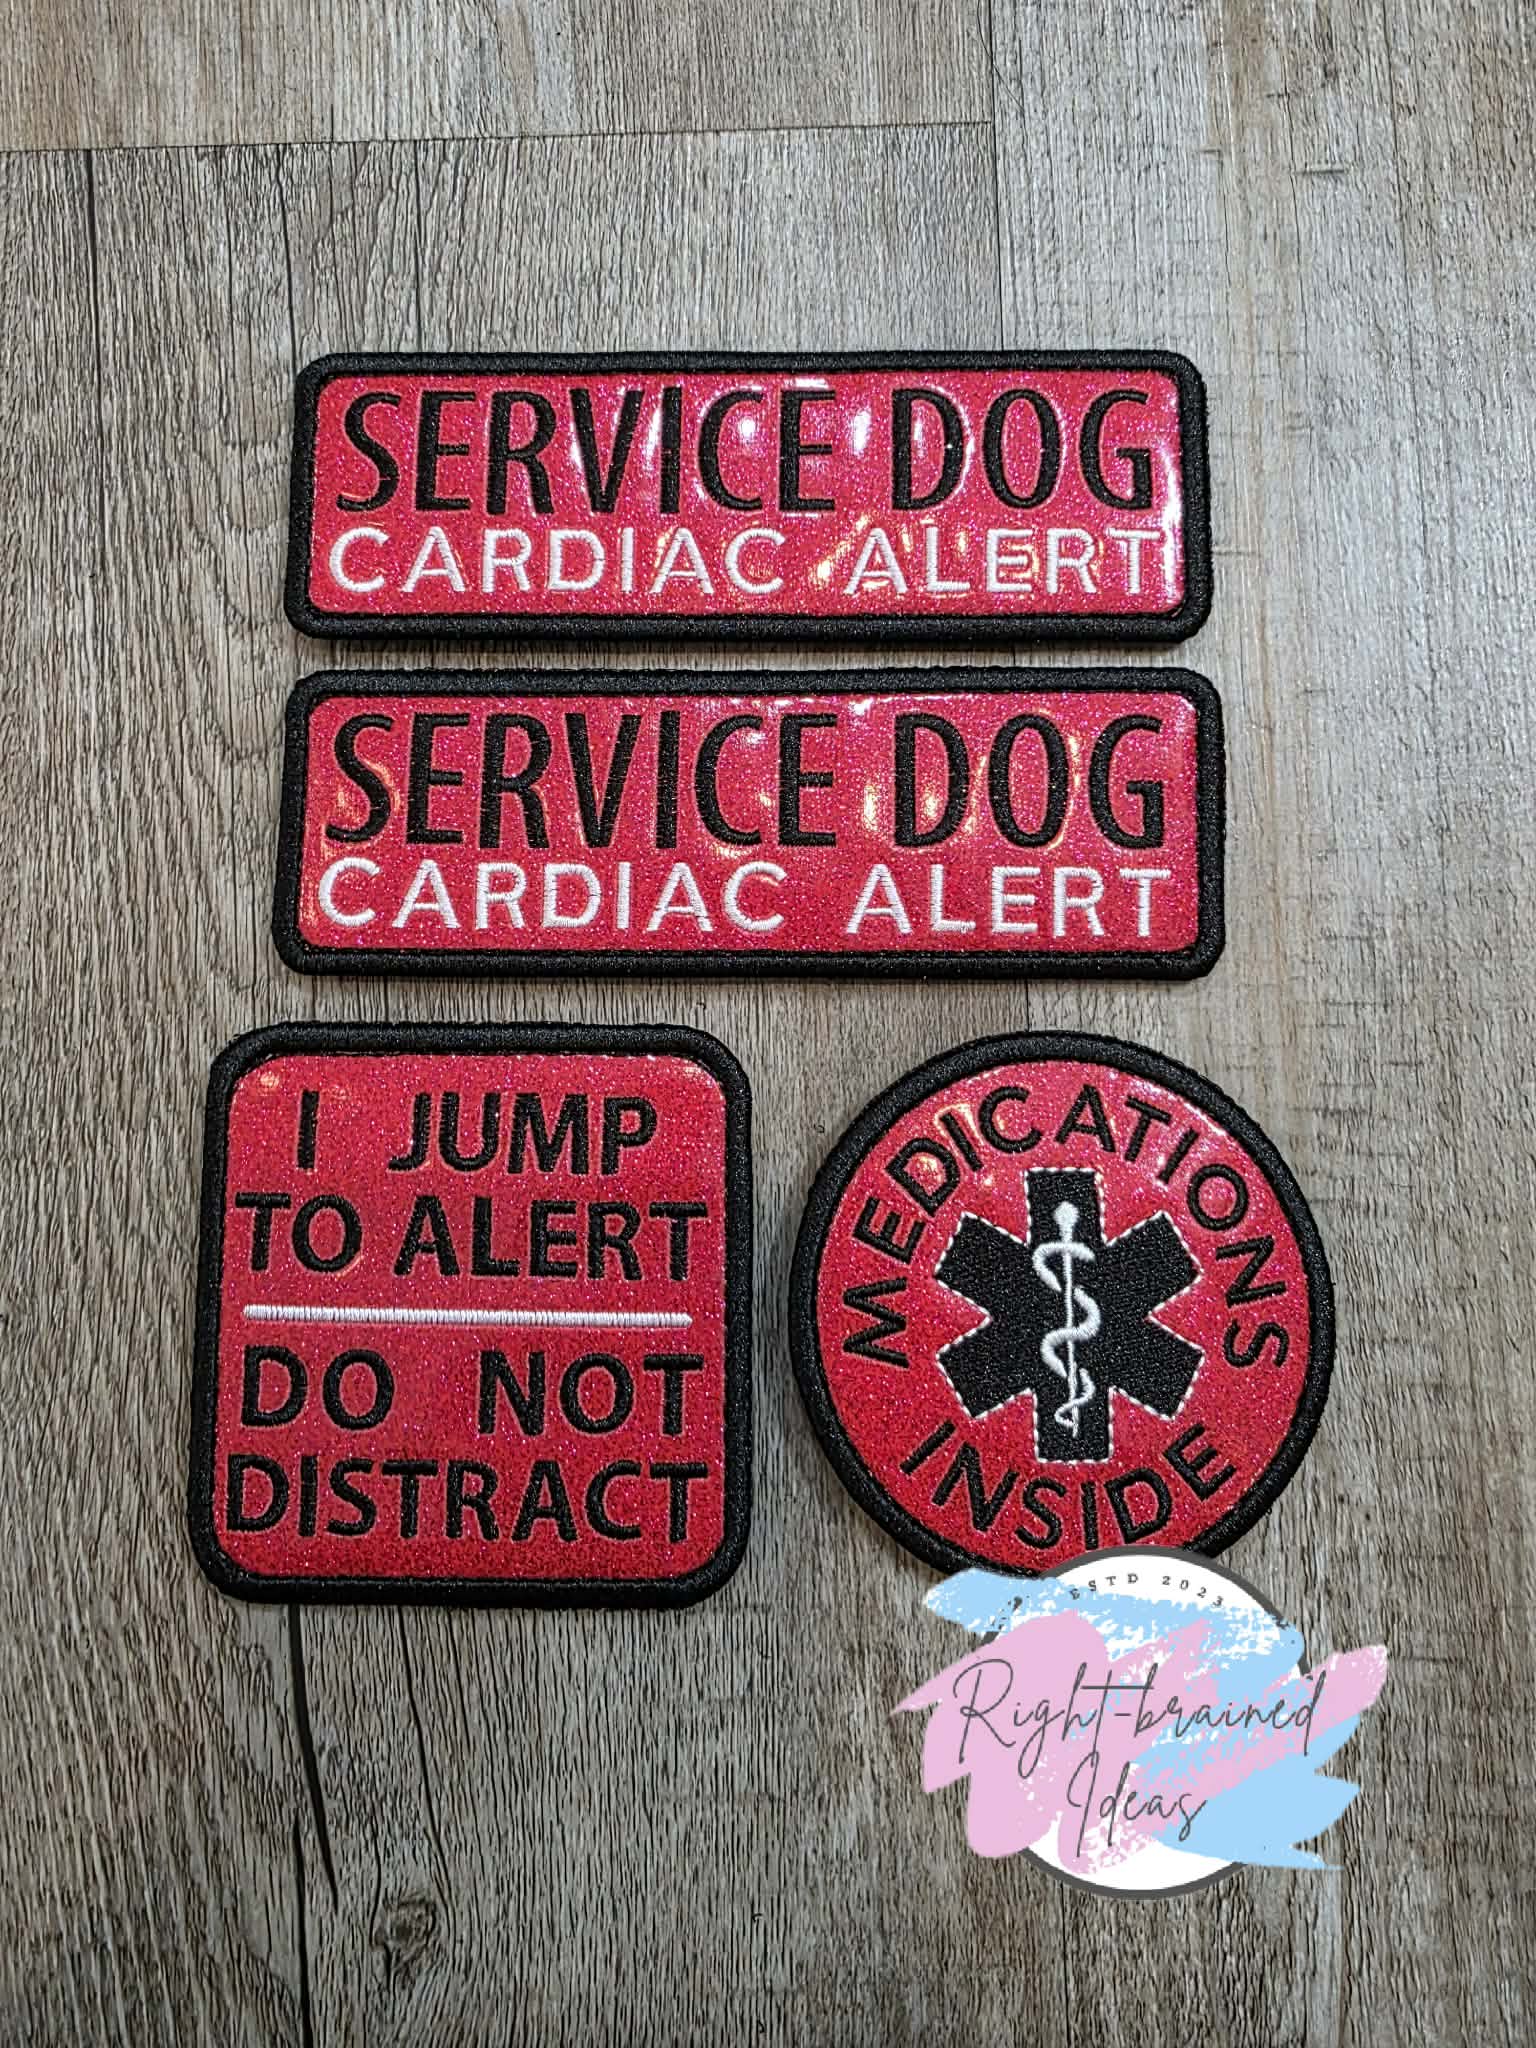 SERVICE DOG
CARDIAC ALERT
SERVICE DOG
CARDIAC ALERT
I JUMP
TO ALERT
DO NOT
DISTRACT
MEDICATIONS
INSIDE
ESTD 2023
Right-brained
Ideas